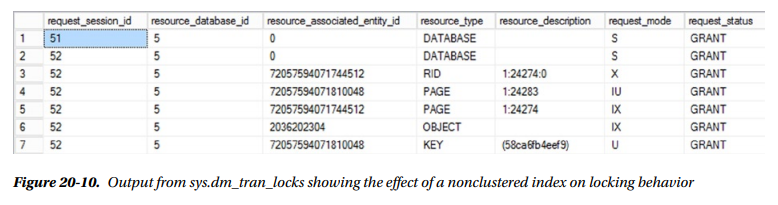 request_session_id resource_database_id resource_associated_entity_id resource_type resource_description request_mode request_status
1 51 5 0 DATABASE S GRANT
2 52 5 0 DATABASE S GRANT
3 52 5 72057594071744512 RID 1:24274:0 X GRANT
4 52 5 72057594071810048 PAGE 1:24283 IU GRANT
5 52 5 72057594071744512 PAGE 1:24274 IX GRANT
6 52 5 2036202304 OBJECT IX GRANT
7 52 5 72057594071810048 KEY (58ca6fb4eef9) U GRANT
Figure 20-10. Output from sys.dm_tran_locks showing the effect of a nonclustered index on locking behavior